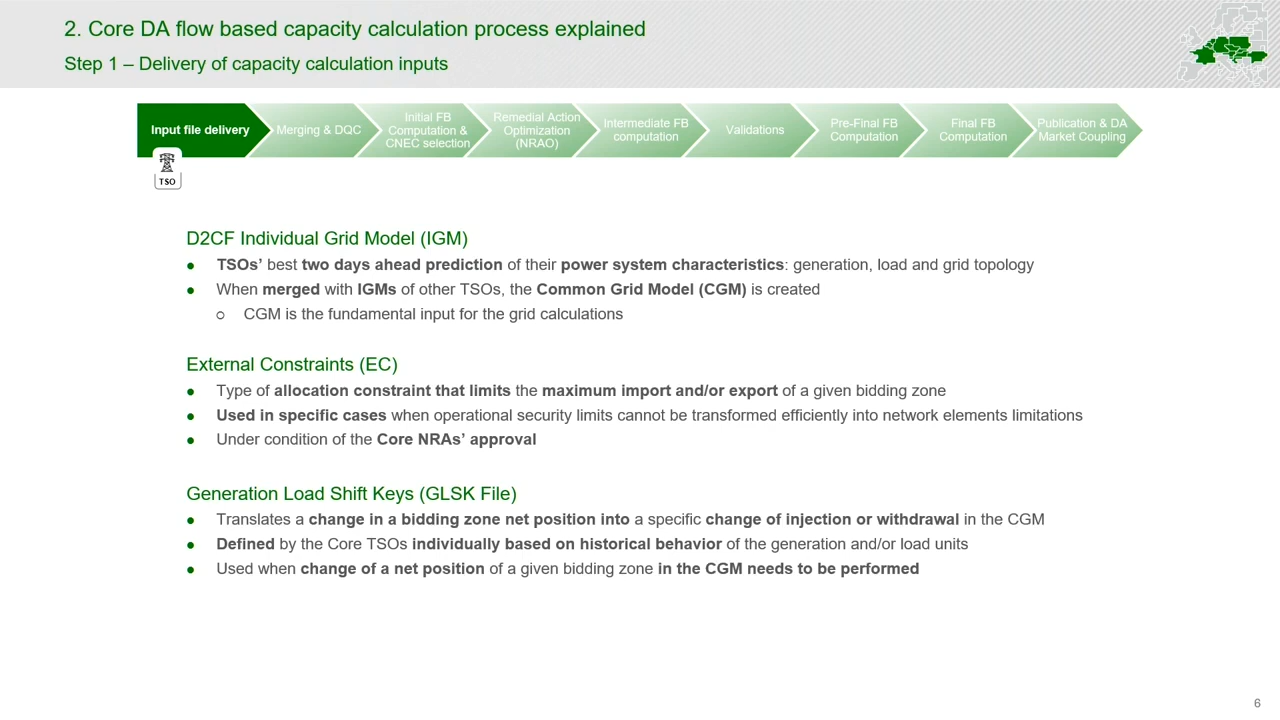 2. Core DA flow based capacity calculation process explained
Step 1 – Delivery of capacity calculation inputs
Input file delivery
Merging & DQC
Initial FB
Computation &
CNEC selection
Remedial Action
Optimization
(NRAO)
Intermediate FB
computation
Validations
Pre-Final FB
Computation
Final FB
Computation
Publication & DA
Market Coupling
TSO
D2CF Individual Grid Model (IGM)
● TSOs’ best two days ahead prediction of their power system characteristics: generation, load and grid topology
● When merged with IGMs of other TSOs, the Common Grid Model (CGM) is created
○ CGM is the fundamental input for the grid calculations
External Constraints (EC)
● Type of allocation constraint that limits the maximum import and/or export of a given bidding zone
● Used in specific cases when operational security limits cannot be transformed efficiently into network elements limitations
● Under condition of the Core NRAs’ approval
Generation Load Shift Keys (GLSK File)
● Translates a change in a bidding zone net position into a specific change of injection or withdrawal in the CGM
● Defined by the Core TSOs individually based on historical behavior of the generation and/or load units
● Used when change of a net position of a given bidding zone in the CGM needs to be performed
6